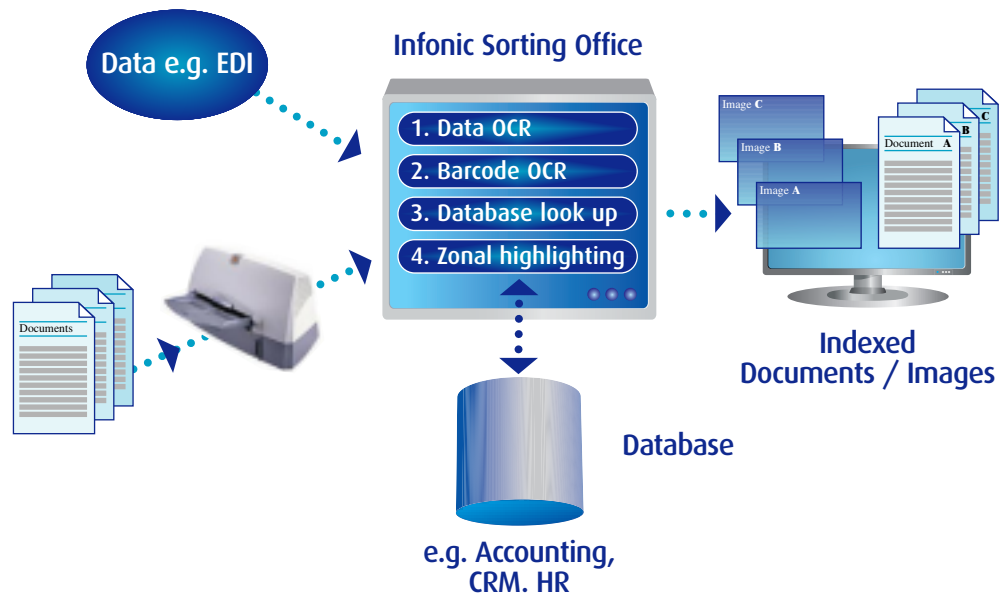 Data e.g. EDI
Infonic Sorting Office
1. Data OCR
2. Barcode OCR
3. Database look up
4. Zonal highlighting
Image C
Image B
Image A
C
B
Document A
Documents
Indexed
Documents / Images
Database
e.g. Accounting,
CRM. HR